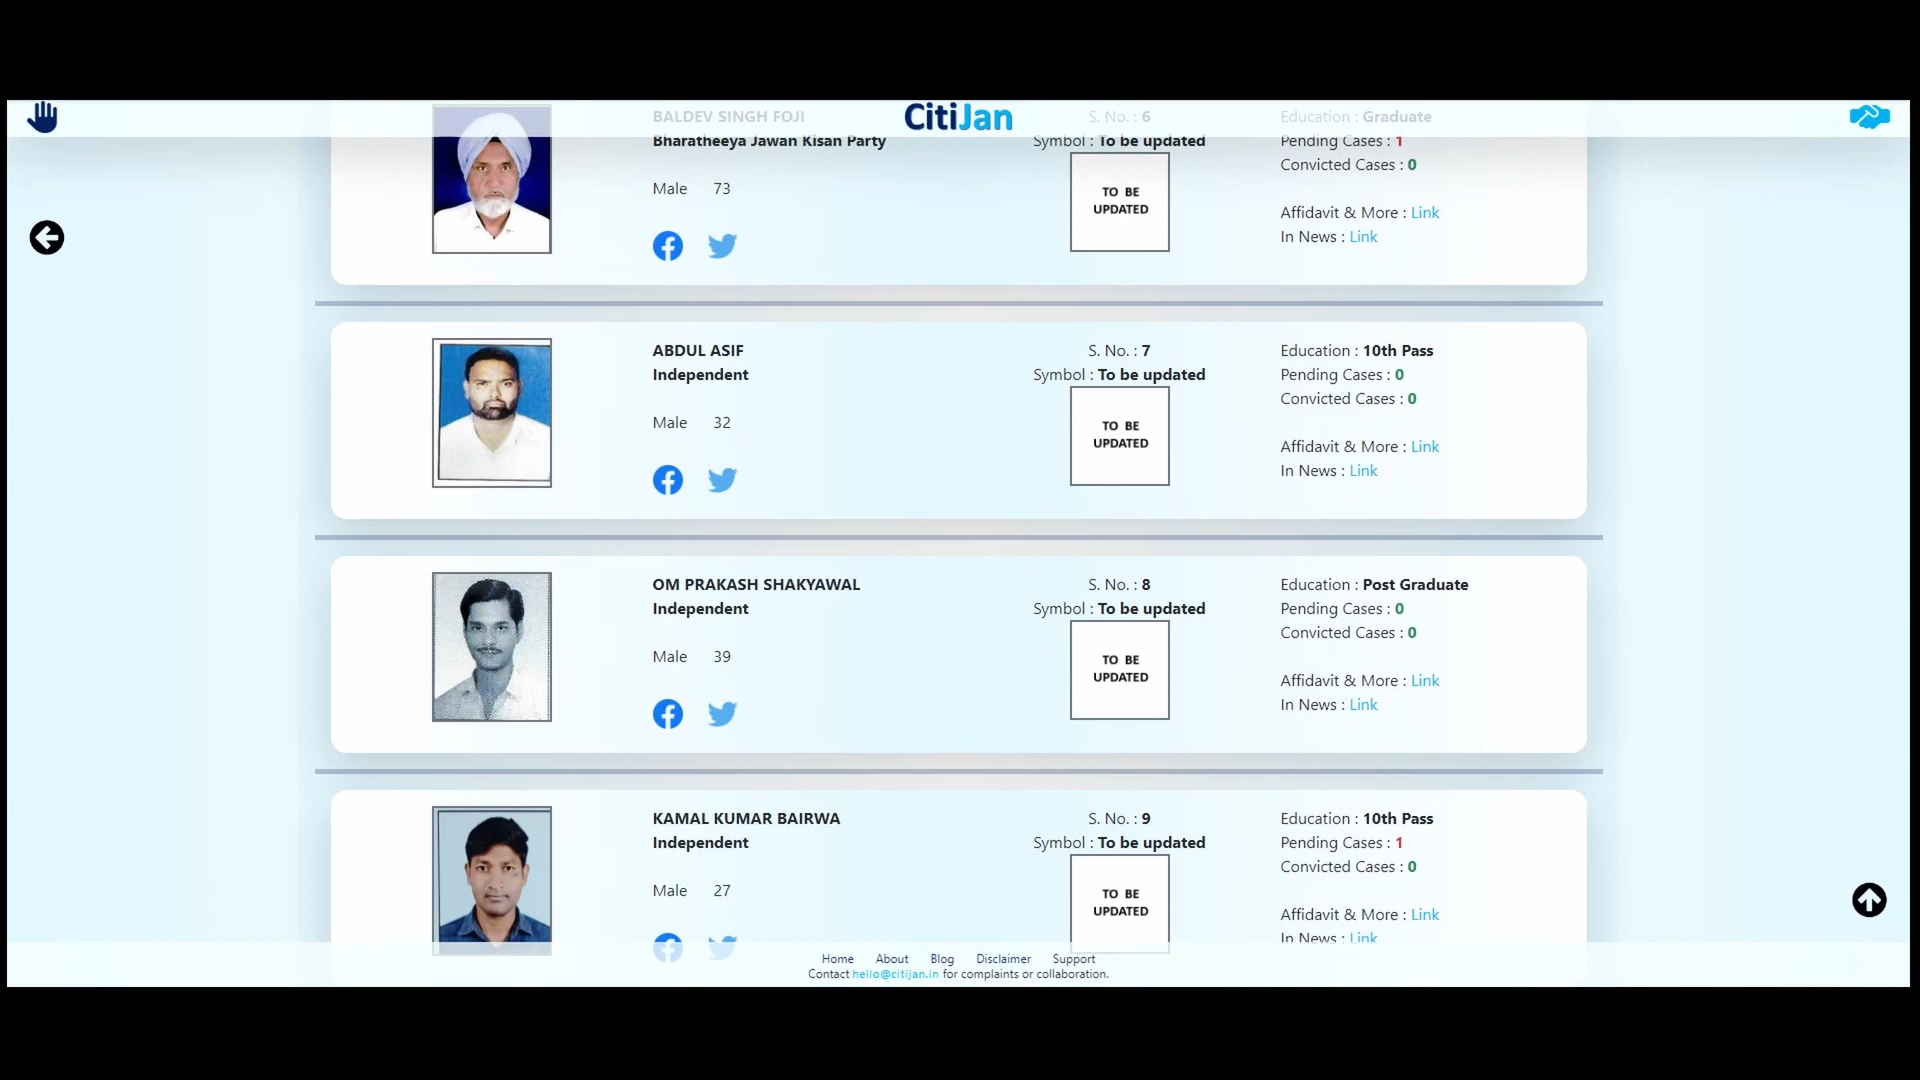 CitiJan
BALDEV SINGH FOJI
Bharatheeya Jawan Kisan Party
Male 73
S. No. : 6
Symbol : To be updated
TO BE
UPDATED
Education : Graduate
Pending Cases : 1
Convicted Cases : 0
Affidavit & More : Link
In News : Link
ABDUL ASIF
Independent
Male 32
S. No. : 7
Symbol : To be updated
TO BE
UPDATED
Education : 10th Pass
Pending Cases : 0
Convicted Cases : 0
Affidavit & More : Link
In News : Link
OM PRAKASH SHAKYAWAL
Independent
Male 39
S. No. : 8
Symbol : To be updated
TO BE
UPDATED
Education : Post Graduate
Pending Cases : 0
Convicted Cases : 0
Affidavit & More : Link
In News : Link
KAMAL KUMAR BAIRWA
Independent
Male 27
S. No. : 9
Symbol : To be updated
TO BE
UPDATED
Education : 10th Pass
Pending Cases : 1
Convicted Cases : 0
Affidavit & More : Link
In News : Link
Home About Blog Disclaimer Support
Contact hello@citijan.in for complaints or collaboration.